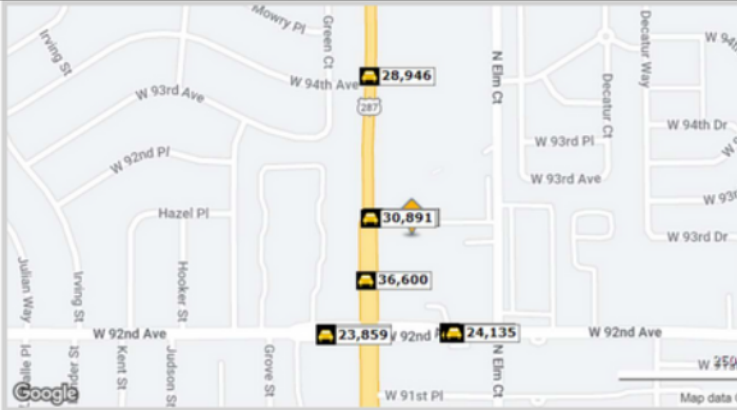 Mowry Pl
Green Ct
Irving St
W 94th Ave
28,946
287
N Elm Ct
Decatur Way
Decatur Ct
W 93rd Ave
W 92nd Pl
W 93rd Pl
W 94th Dr
W 93rd Ave
Hazel Pl
30,891
W 93rd Dr
36,600
Julian Way
Irving St
Hooker St
W 92nd Ave
23,859
W 92nd
24,135
W 92nd Ave
Kent St
Judson St
Grove St
N Elm Ct
W 91st Pl
Google
Map data